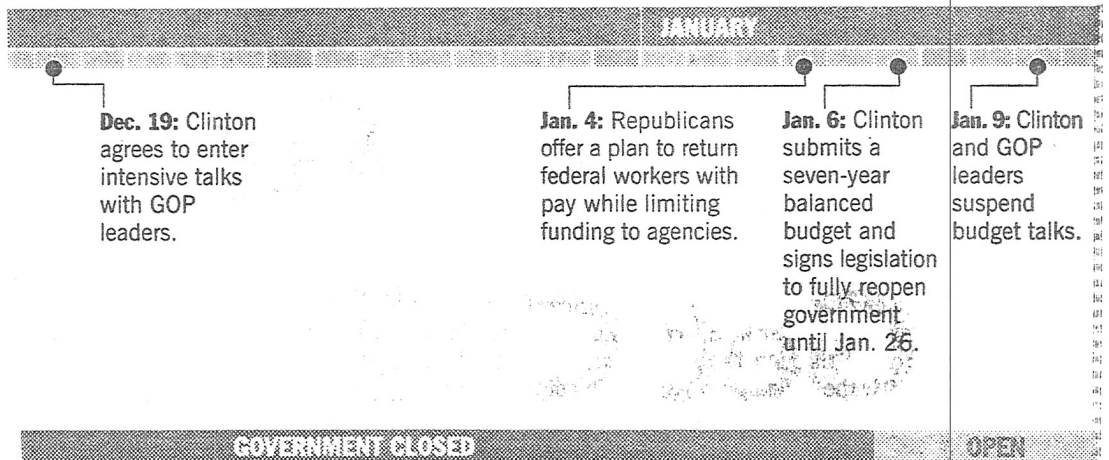 JANUARY
Dec. 19: Clinton
agrees to enter
intensive talks
with GOP
leaders.
Jan. 4: Republicans
offer a plan to return
federal workers with
pay while limiting
funding to agencies.
Jan. 6: Clinton
submits a
seven-year
balanced
budget and
signs legislation
to fully reopen
government
until Jan. 26.
Jan. 9: Clinton
and GOP
leaders
suspend
budget talks.
GOVERNMENT CLOSED
OPEN